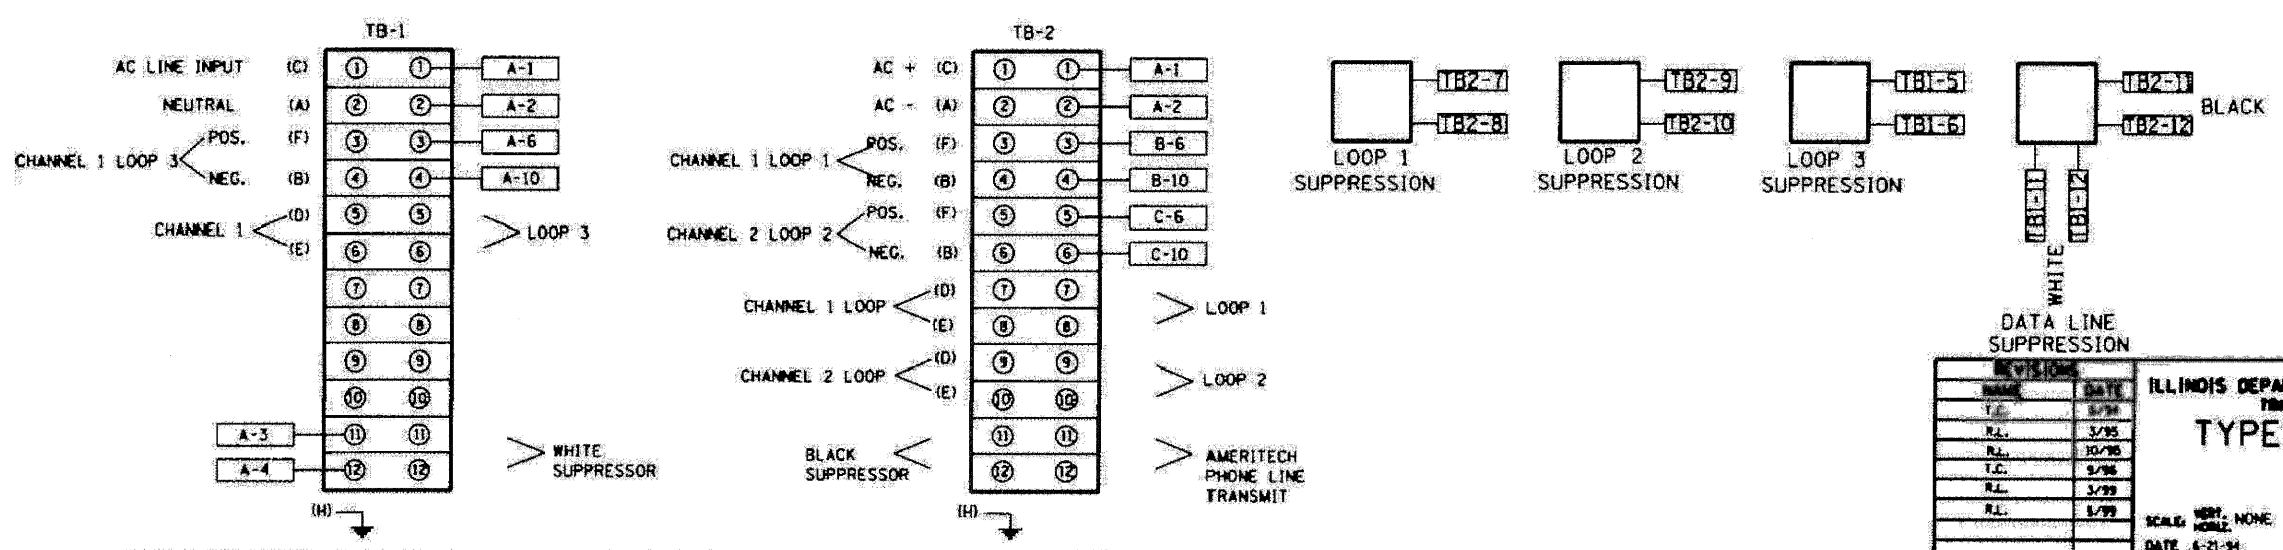 TB-1
AC LINE INPUT (C) 1 1 A-1
NEUTRAL (A) 2 2 A-2
CHANNEL 1 LOOP 3
POS. (F) 3 3 A-6
NEG. (B) 4 4 A-10
CHANNEL 1
(D) 5 5
(E) 6 6
LOOP 3
7 7
8 8
9 9
10 10
A-3 11 11
A-4 12 12
WHITE
SUPPRESSOR
(H)
TB-2
AC + (C) 1 1 A-1
AC - (A) 2 2 A-2
CHANNEL 1 LOOP 1
POS. (F) 3 3 B-6
NEG. (B) 4 4 B-10
CHANNEL 2 LOOP 2
POS. (F) 5 5 C-6
NEG. (B) 6 6 C-10
CHANNEL 1 LOOP
(D) 7 7
(E) 8 8
LOOP 1
CHANNEL 2 LOOP
(D) 9 9
(E) 10 10
LOOP 2
BLACK
SUPPRESSOR
11 11
12 12
AMERITECH
PHONE LINE
TRANSMIT
(H)
TB2-7
TB2-8
LOOP 1
SUPPRESSION
TB2-9
TB2-10
LOOP 2
SUPPRESSION
TB1-5
TB1-6
LOOP 3
SUPPRESSION
TB2-11
TB2-12
BLACK
TB1-11
TB1-12
WHITE
DATA LINE
SUPPRESSION
REVISIONS
NAME DATE
T.C.
R.L. 3/95
R.L. 10/95
T.C. 9/96
R.L. 3/99
R.L. 5/99
ILLINOIS DEPA
TYPE
SCALE: VERT. NONE
HORIZ.
DATE 6-21-94